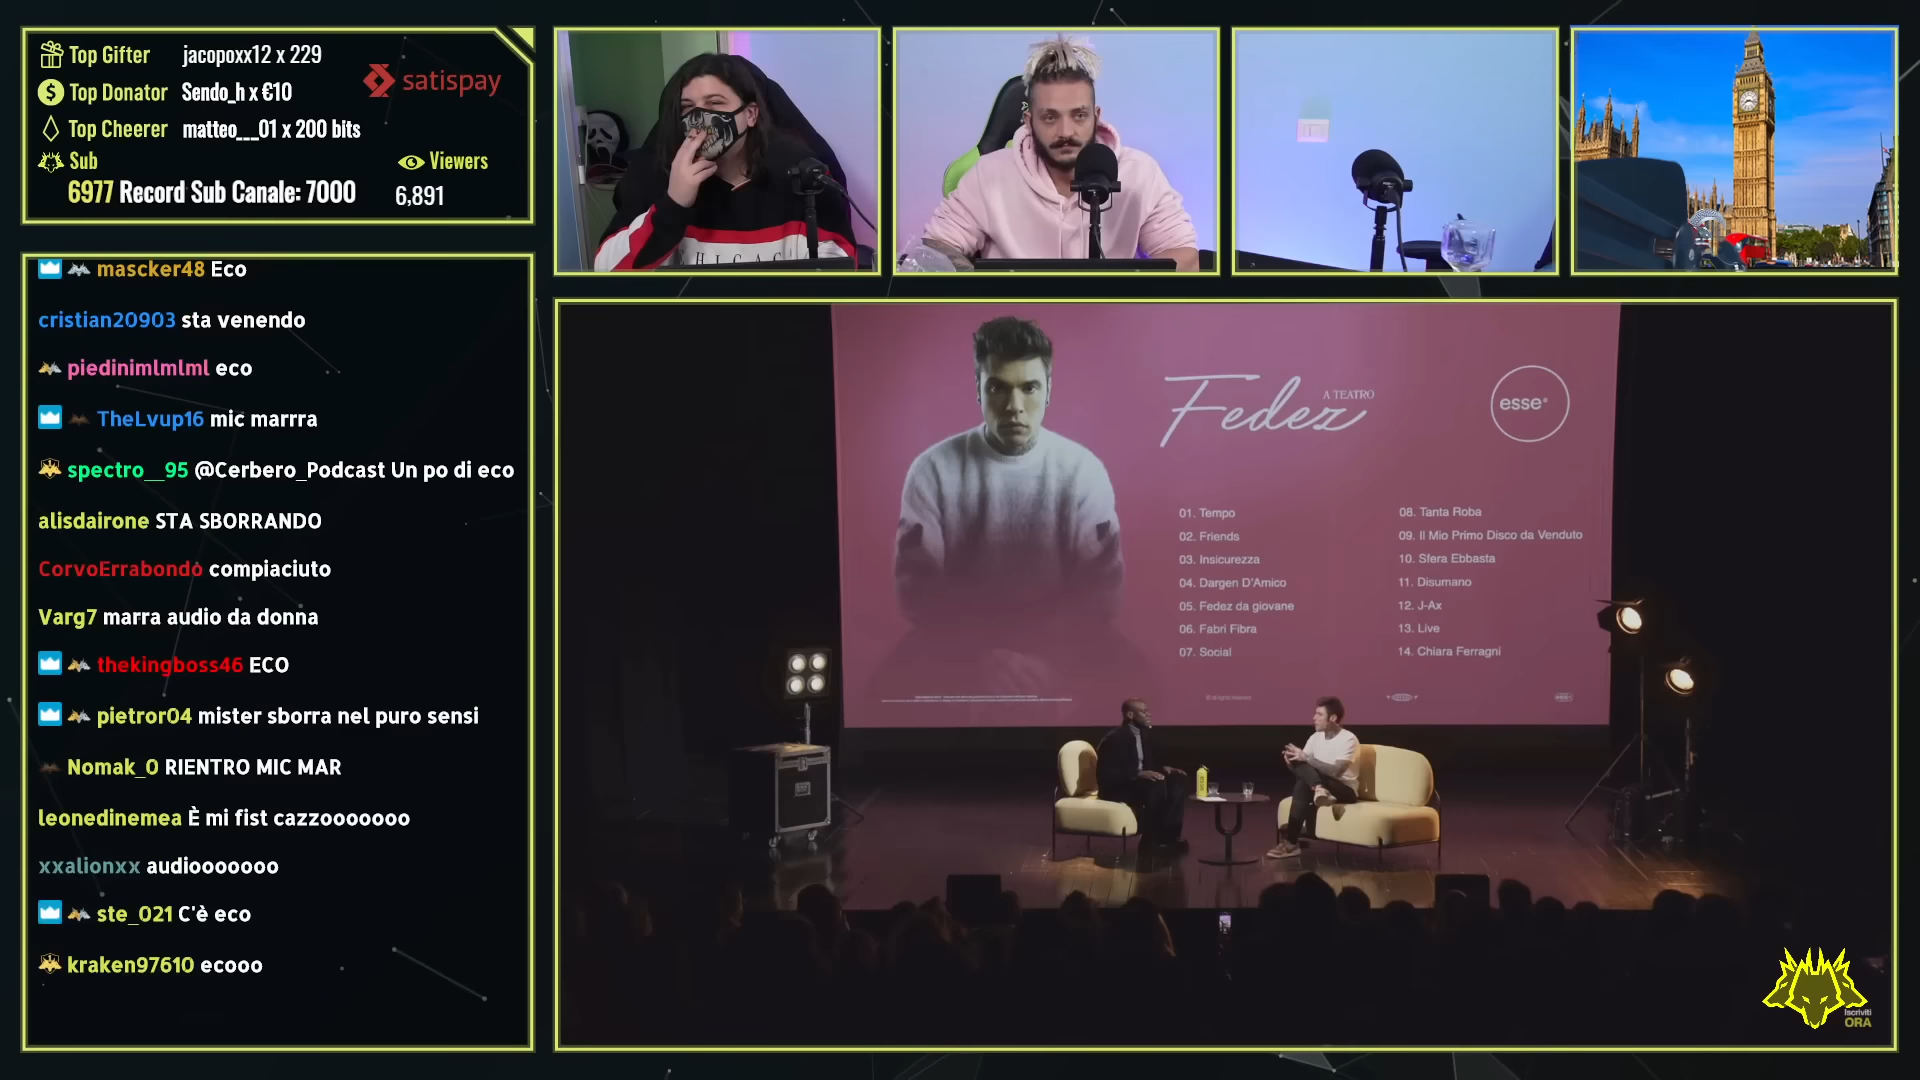 Top Gifter jacopoxx12 x 229
Top Donator Sendo_h x €10
satispay
Top Cheerer matteo___01 x 200 bits
Sub
Viewers
6977 Record Sub Canale: 7000
6,891
mascker48 Eco
cristian20903 sta venendo
piedinimlmlml eco
TheLvup16 mic marrra
spectro__95 @Cerbero_Podcast Un po di eco
alisdairone STA SBORRANDO
CorvoErrabondo compiaciuto
Varg7 marra audio da donna
thekingboss46 ECO
pietror04 mister sborra nel puro sensi
Nomak_0 RIENTRO MIC MAR
leonedinemea È mi fist cazzooooooo
xxalionxx audiooooooo
ste_021 C'è eco
kraken97610 ecooo
Fedez
A TEATRO
esse
01. Tempo
02. Friends
03. Insicurezza
04. Dargen D'Amico
05. Fedez da giovane
06. Fabri Fibra
07. Social
08. Tanta Roba
09. Il Mio Primo Disco da Venduto
10. Sfera Ebbasta
11. Disumano
12. J-Ax
13. Live
14. Chiara Ferragni
Iscriviti
ORA